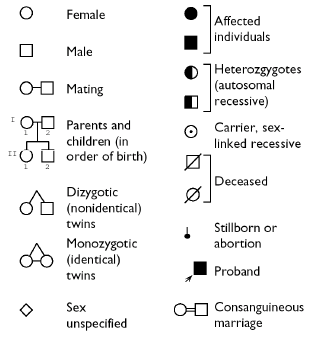 Female
Male
Mating
I
1 2
II
1 2
Parents and
children (in
order of birth)
Dizygotic
(nonidentical)
twins
Monozygotic
(identical)
twins
Sex
unspecified
Affected
individuals
Heterozgygotes
(autosomal
recessive)
Carrier, sex-
linked recessive
Deceased
Stillborn or
abortion
Proband
Consanguineous
marriage